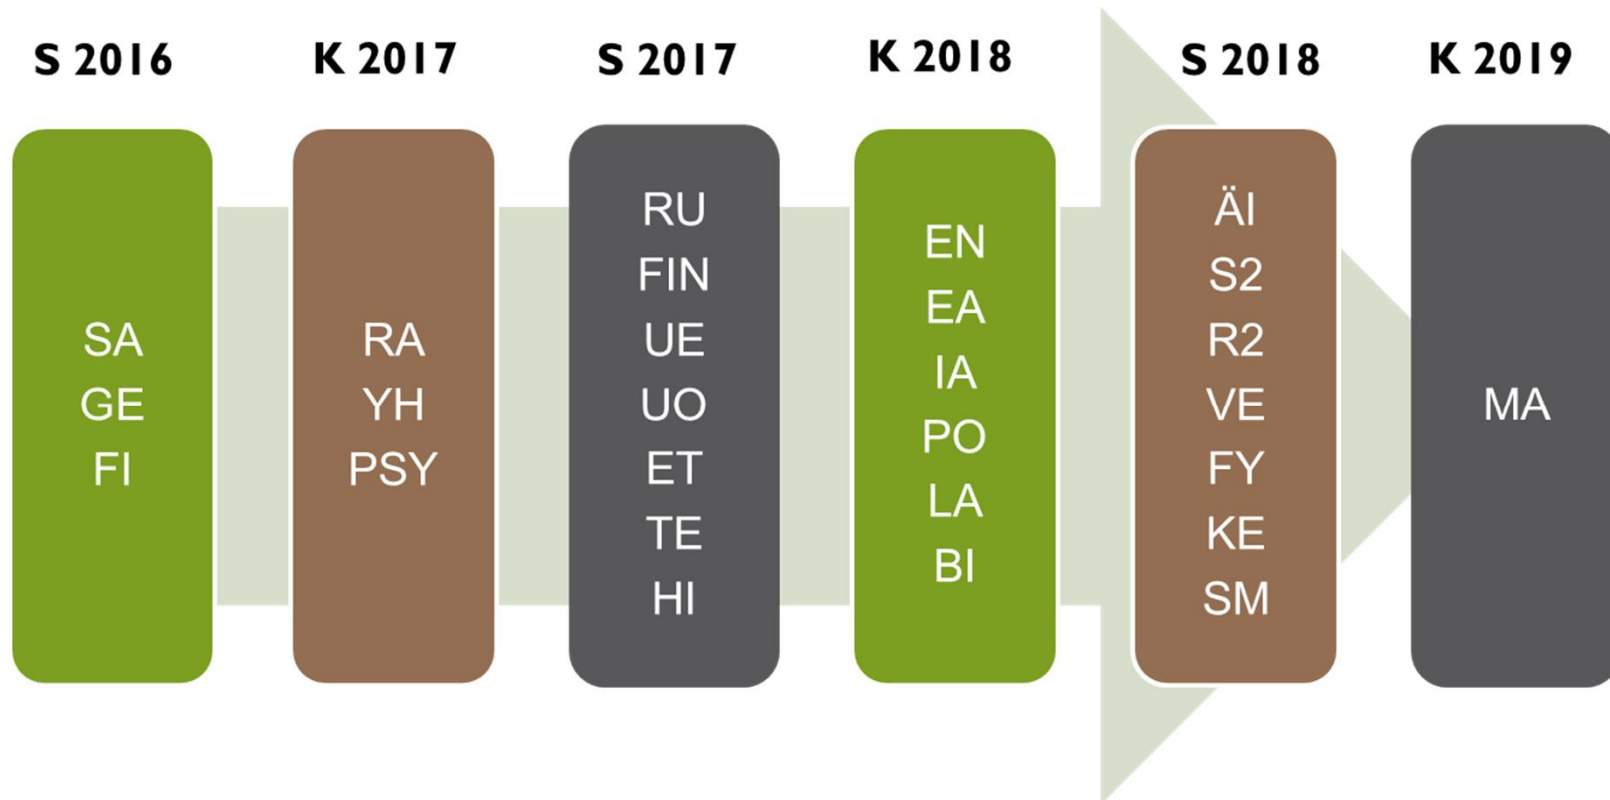 S 2016
K 2017
S 2017
K 2018
S 2018
K 2019
SA
GE
FI
RA
YH
PSY
RU
FIN
UE
UO
ET
TE
HI
EN
EA
IA
PO
LA
BI
ÄI
S2
R2
VE
FY
KE
SM
MA